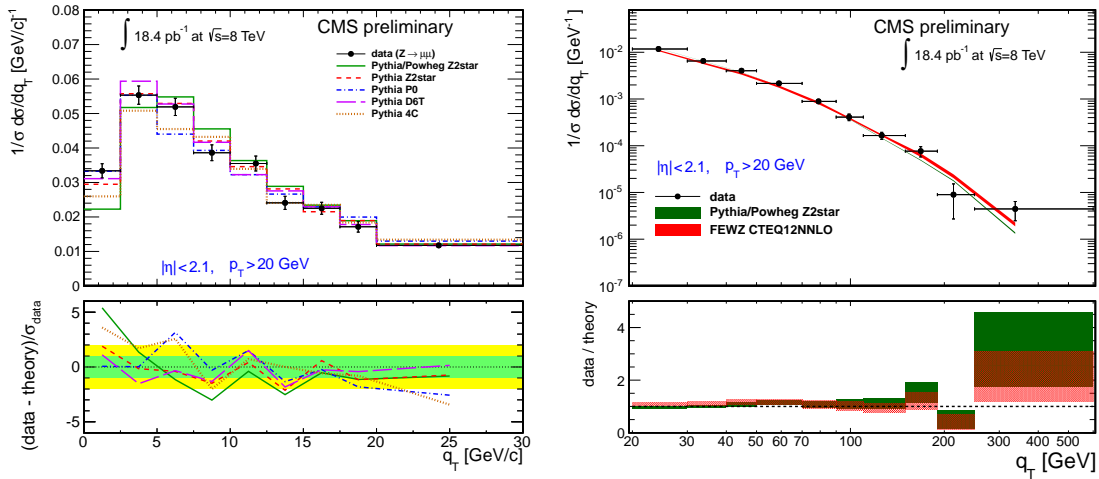 CMS preliminary
∫ 18.4 pb⁻¹ at √s=8 TeV
data (Z→μμ)
Pythia/Powheg Z2star
Pythia Z2star
Pythia P0
Pythia D6T
Pythia 4C
1/σ dσ/dq_T [GeV/c]⁻¹
0.08
0.07
0.06
0.05
0.04
0.03
0.02
0.01
0.00
|η|<2.1, p_T>20 GeV
(data - theory)/σ_data
5
0
-5
0 5 10 15 20 25 30
q_T [GeV/c]
CMS preliminary
∫ 18.4 pb⁻¹ at √s=8 TeV
1/σ dσ/dq_T [GeV⁻¹]
10⁻²
10⁻³
10⁻⁴
10⁻⁵
10⁻⁶
10⁻⁷
|η|<2.1, p_T>20 GeV
data
Pythia/Powheg Z2star
FEWZ CTEQ12NNLO
data / theory
4
2
0
20 30 40 50 60 70 100 200 300 400 500
q_T [GeV]